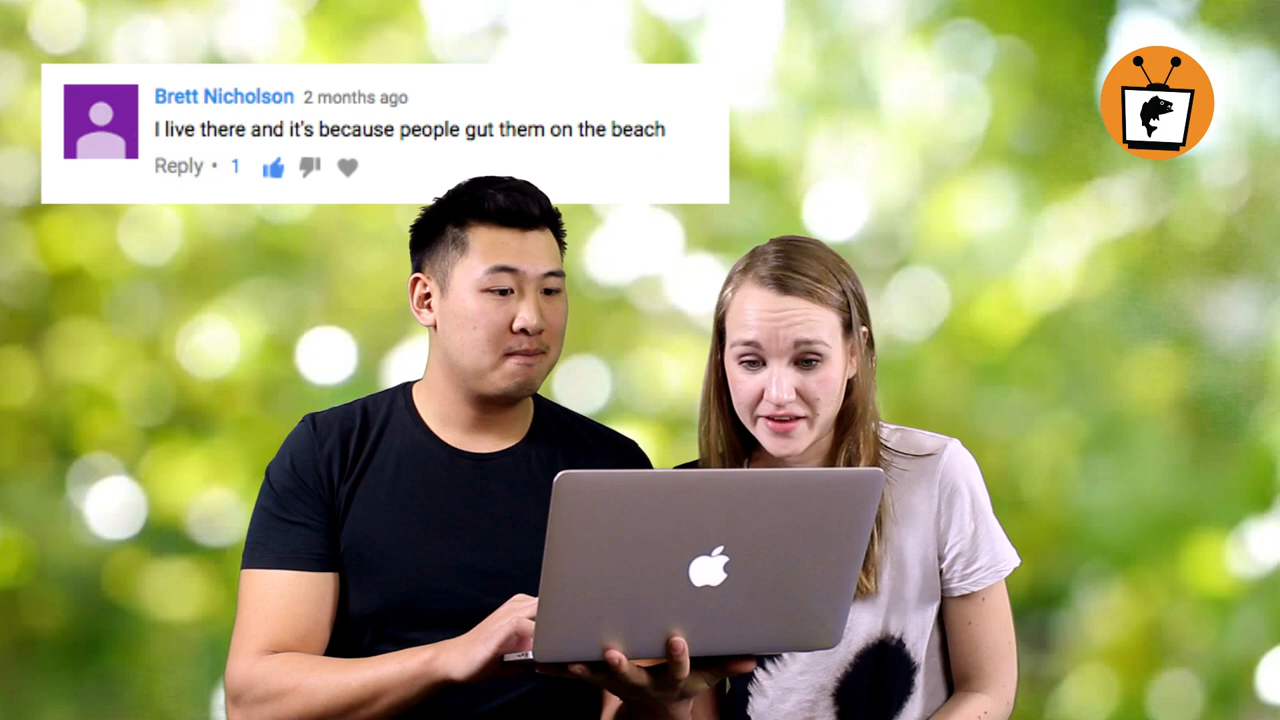 Brett Nicholson 2 months ago
I live there and it's because people gut them on the beach
Reply • 1